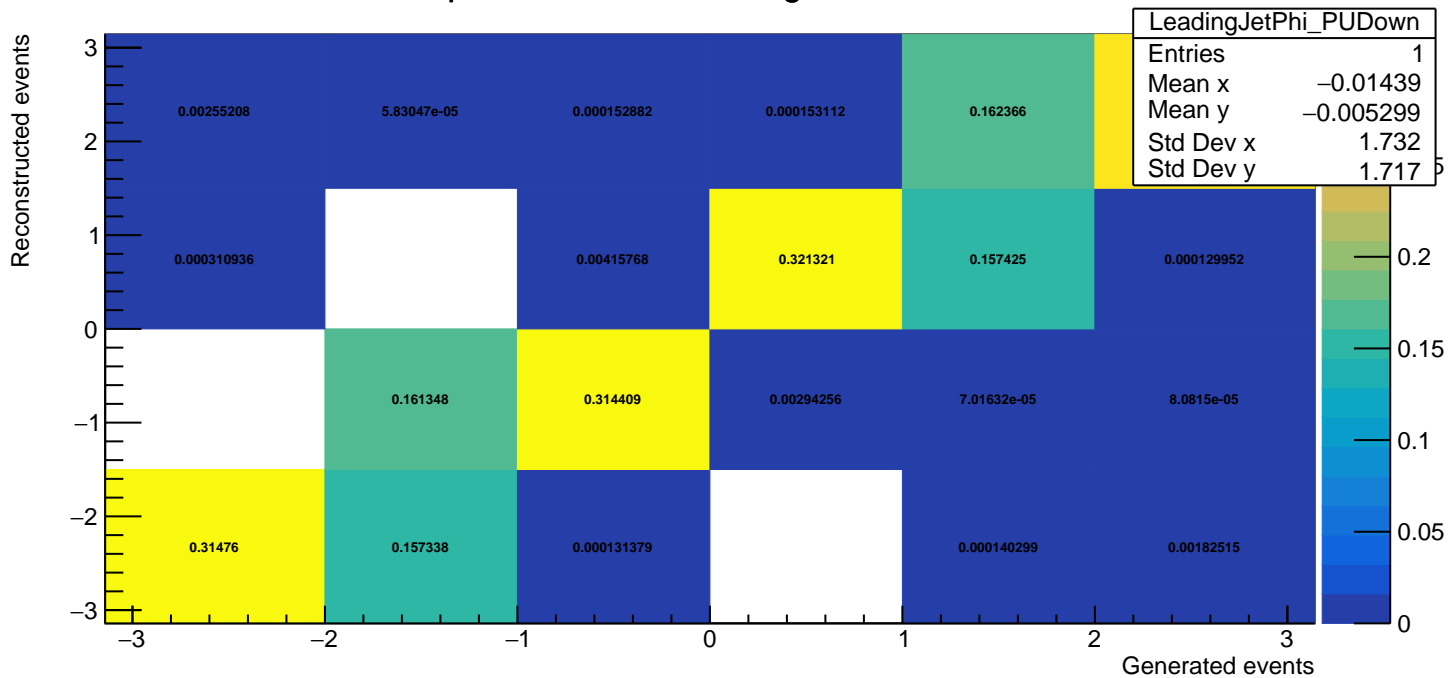 LeadingJetPhi_PUDown
Entries 1
Mean x −0.01439
Mean y −0.005299
Std Dev x 1.732
Std Dev y 1.717
Reconstructed events
3
2
1
0
−1
−2
−3
0.00255208 5.83047e-05 0.000152882 0.000153112 0.162366
0.000310936 0.00415768 0.321321 0.157425 0.000129952
0.161348 0.314409 0.00294256 7.01632e-05 8.0815e-05
0.31476 0.157338 0.000131379 0.000140299 0.00182515
−3 −2 −1 0 1 2 3
Generated events
5
0.2
0.15
0.1
0.05
0